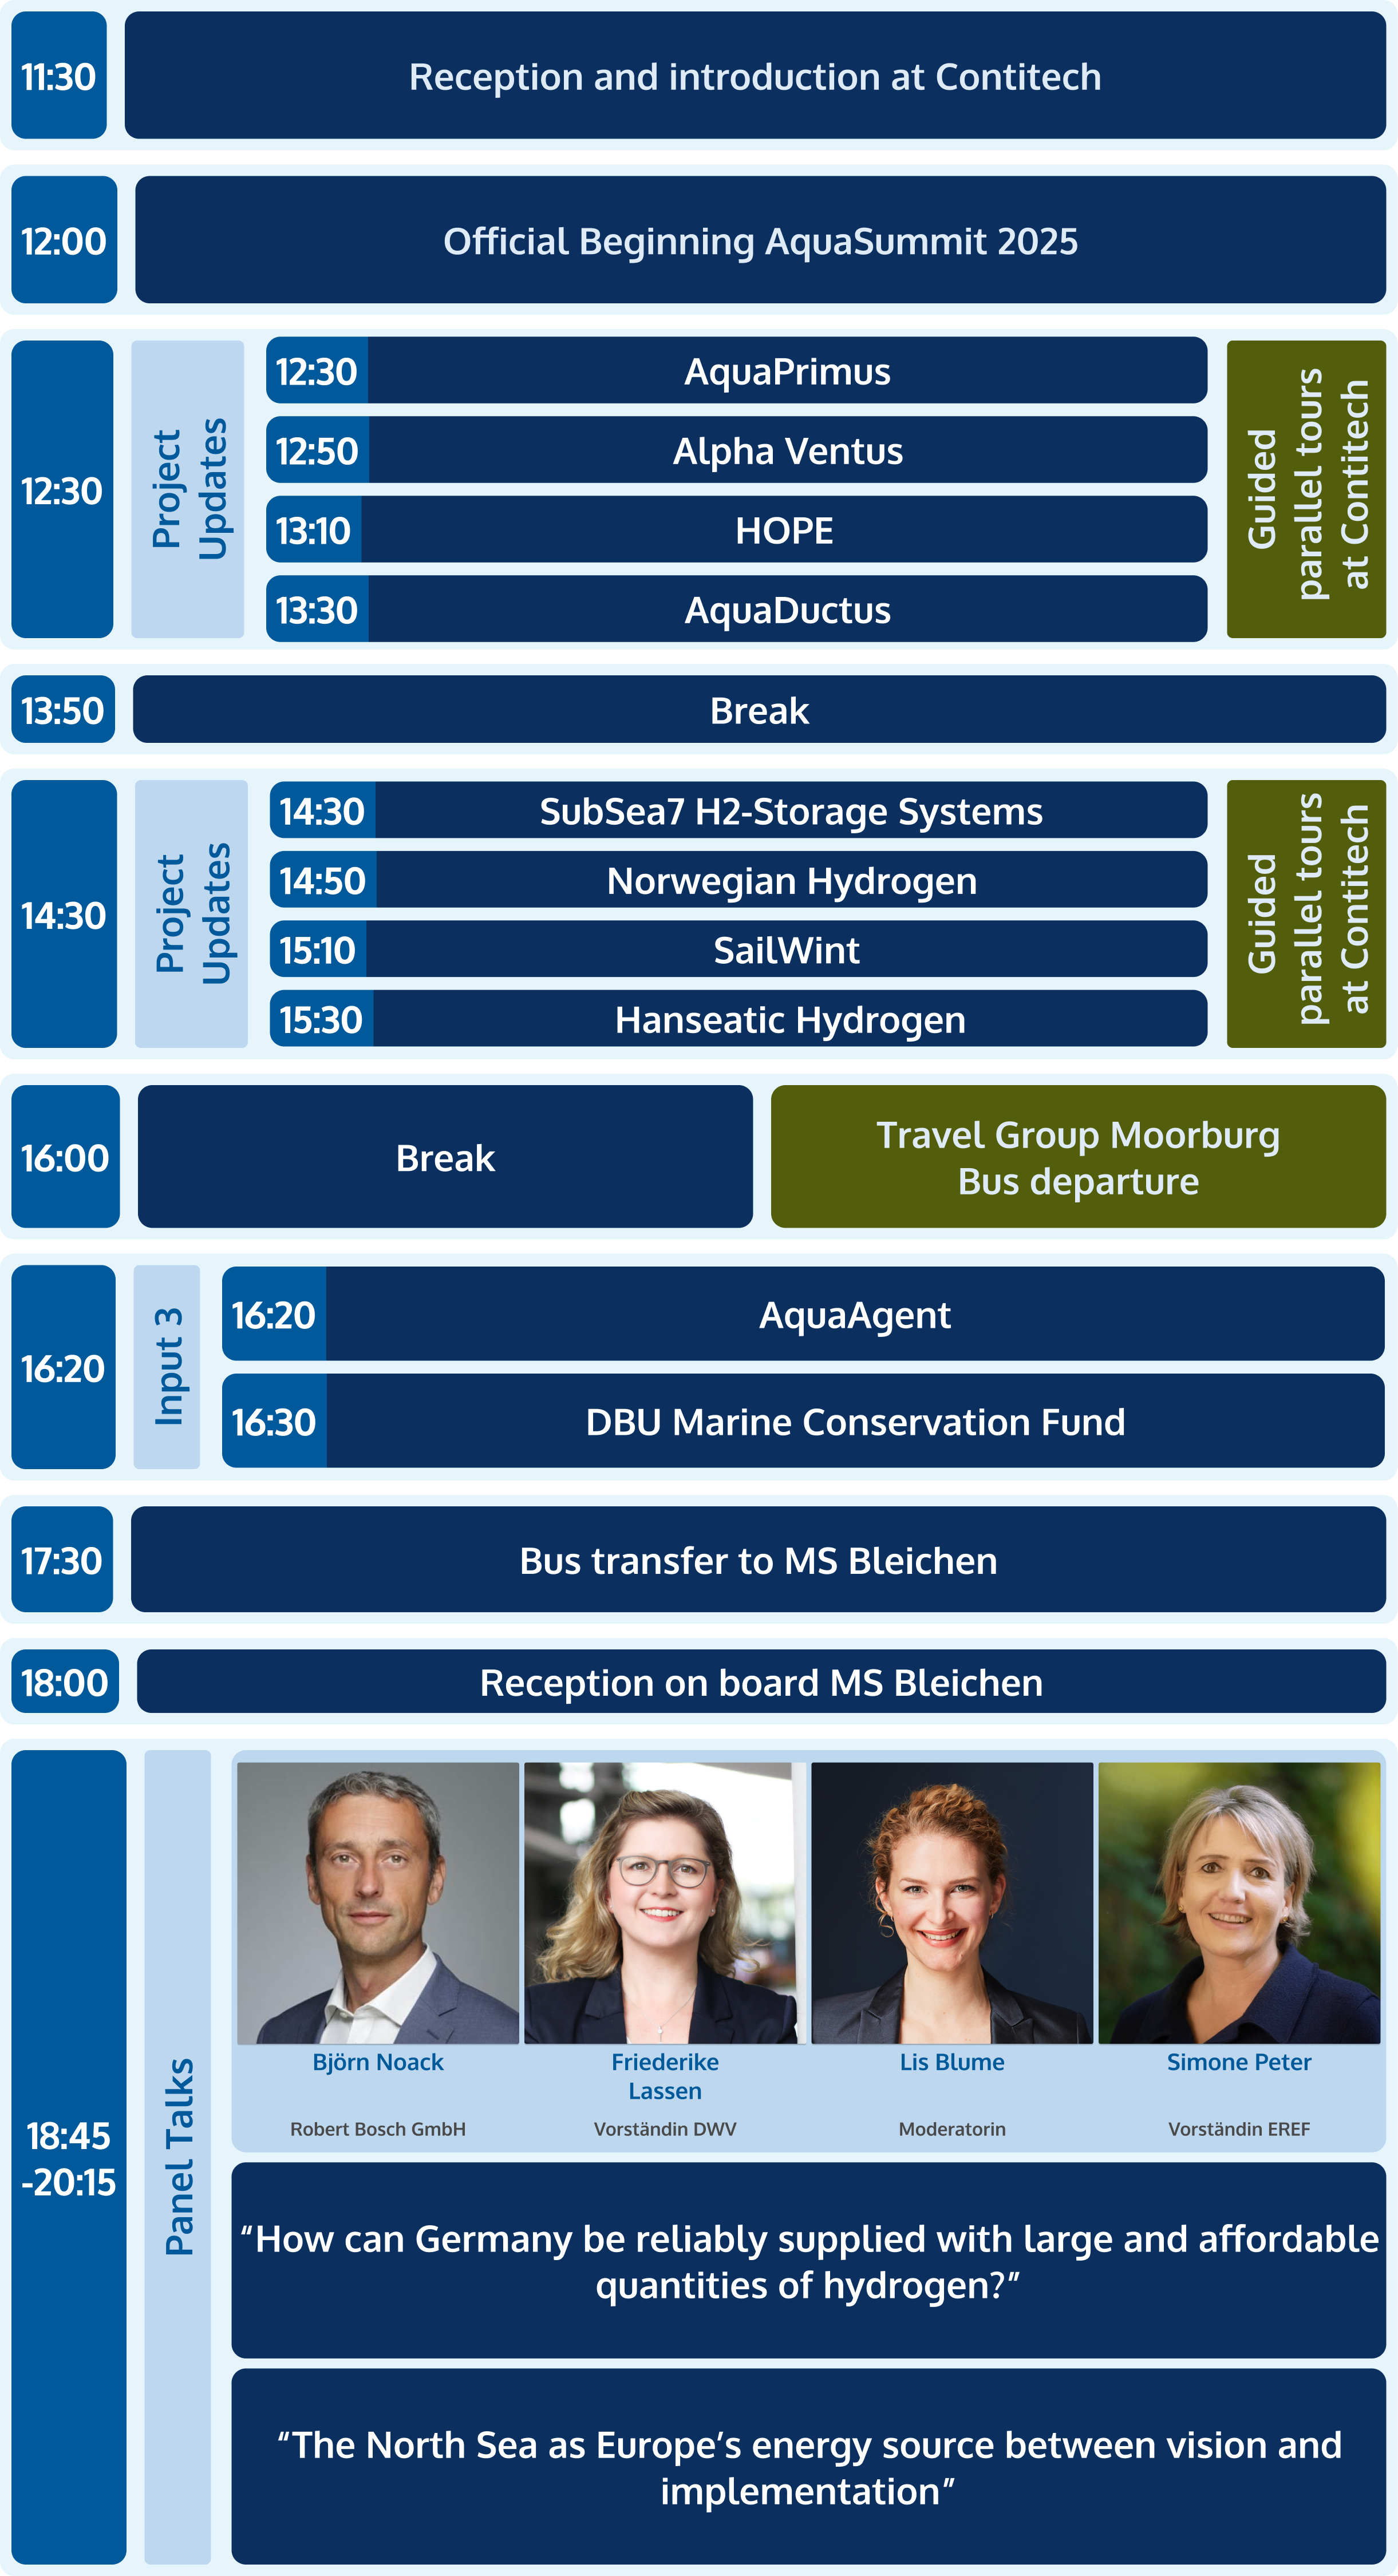 11:30
Reception and introduction at Contitech
12:00
Official Beginning AquaSummit 2025
12:30
Project
Updates
12:30
AquaPrimus
12:50
Alpha Ventus
13:10
HOPE
13:30
AquaDuctus
Guided
parallel tours
at Contitech
13:50
Break
14:30
Project
Updates
14:30
SubSea7 H2-Storage Systems
14:50
Norwegian Hydrogen
15:10
SailWint
15:30
Hanseatic Hydrogen
Guided
parallel tours
at Contitech
16:00
Break
Travel Group Moorburg
Bus departure
16:20
Input 3
16:20
AquaAgent
16:30
DBU Marine Conservation Fund
17:30
Bus transfer to MS Bleichen
18:00
Reception on board MS Bleichen
18:45
-20:15
Panel Talks
Björn Noack
Robert Bosch GmbH
Friederike
Lassen
Vorständin DWV
Lis Blume
Moderatorin
Simone Peter
Vorständin EREF
“How can Germany be reliably supplied with large and affordable
quantities of hydrogen?”
“The North Sea as Europe’s energy source between vision and
implementation”